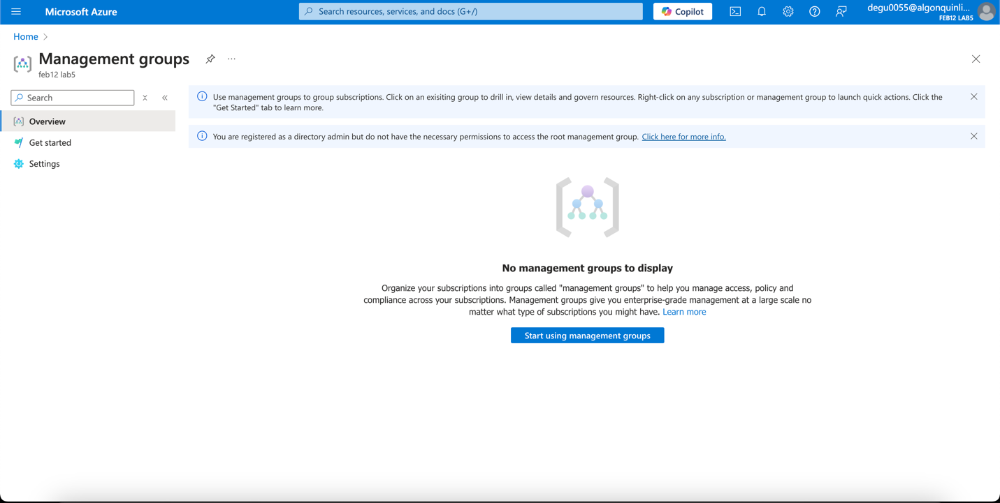 Microsoft Azure
Search resources, services, and docs (G+/)
Copilot
degu0055@algonquinli...
FEB12 LAB5
Home
Management groups
feb12 lab5
Search
Overview
Get started
Settings
Use management groups to group subscriptions. Click on an exisiting group to drill in, view details and govern resources. Right-click on any subscription or management group to launch quick actions. Click the
"Get Started" tab to learn more.
You are registered as a directory admin but do not have the necessary permissions to access the root management group. Click here for more info.
No management groups to display
Organize your subscriptions into groups called "management groups" to help you manage access, policy and
compliance across your subscriptions. Management groups give you enterprise-grade management at a large scale no
matter what type of subscriptions you might have. Learn more
Start using management groups